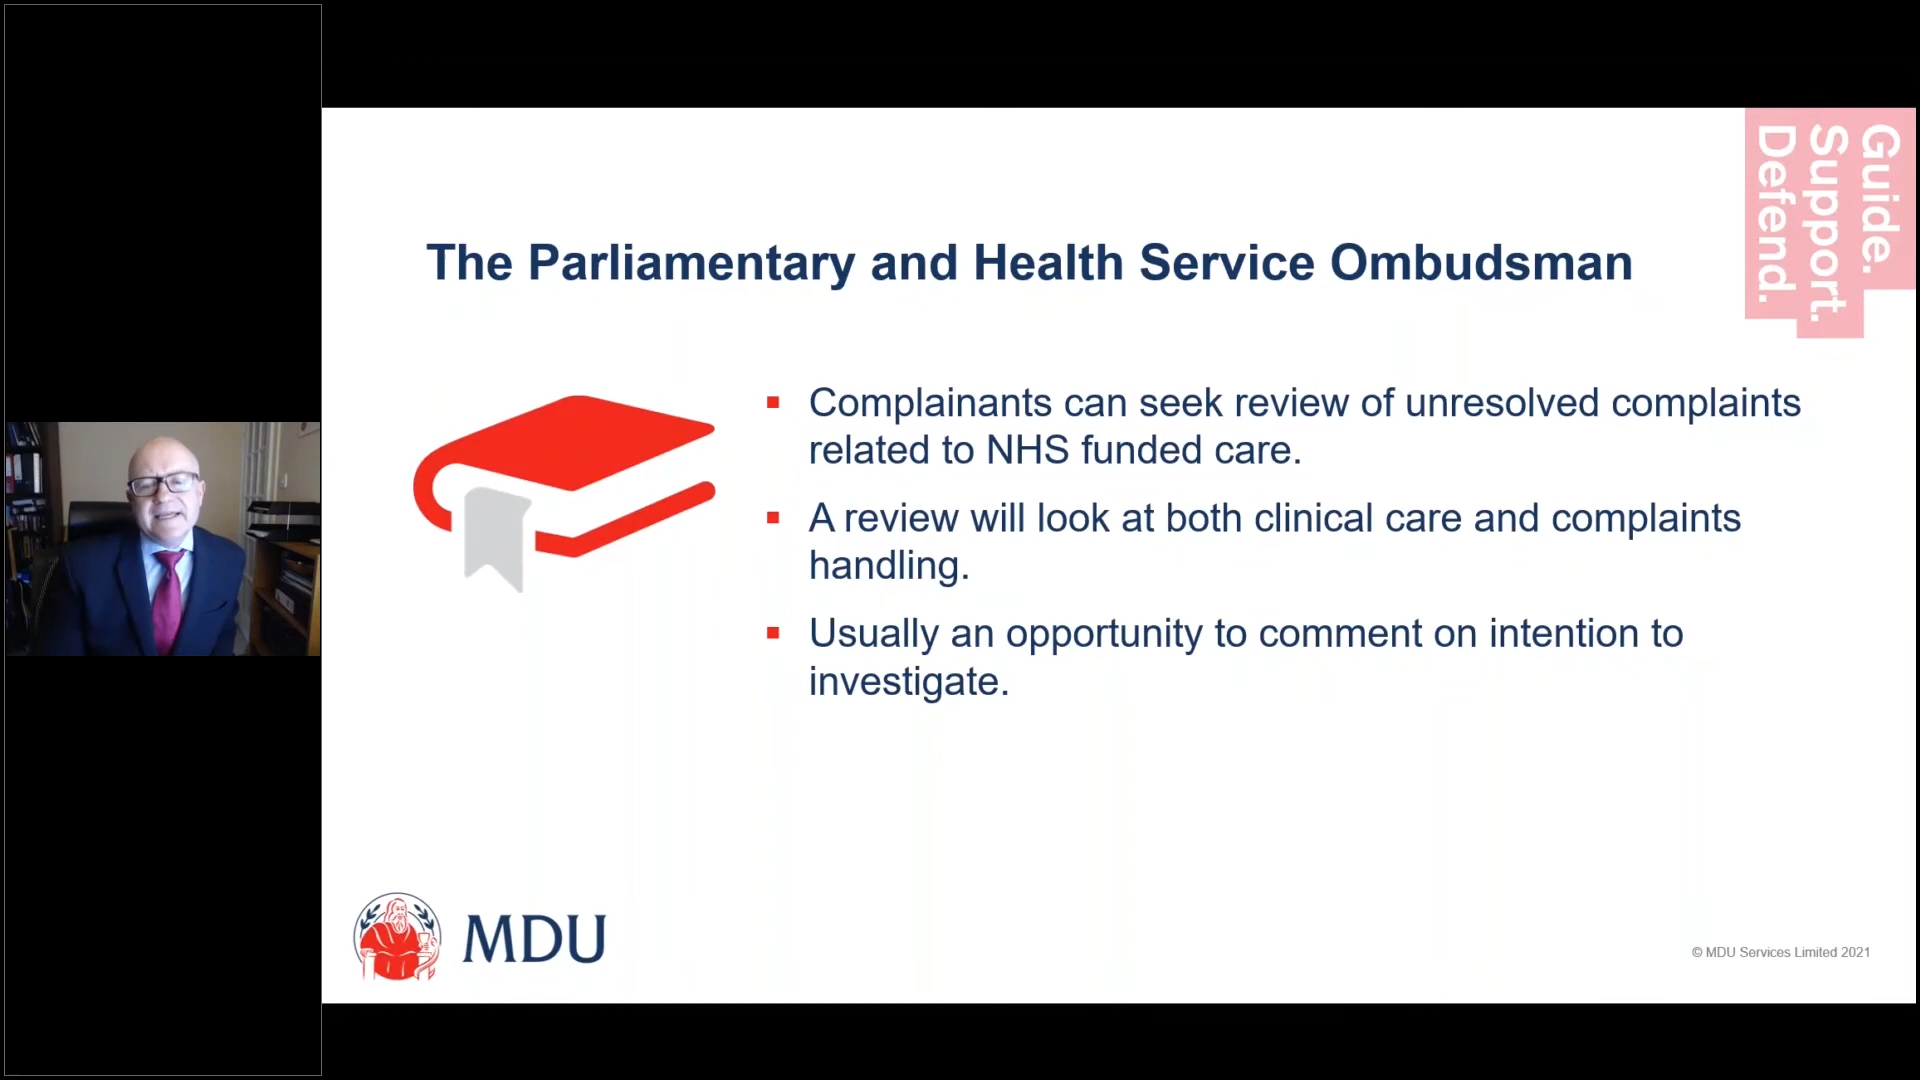 Guide.
Support.
Defend.
The Parliamentary and Health Service Ombudsman
▪ Complainants can seek review of unresolved complaints
related to NHS funded care.
▪ A review will look at both clinical care and complaints
handling.
▪ Usually an opportunity to comment on intention to
investigate.
MDU
© MDU Services Limited 2021